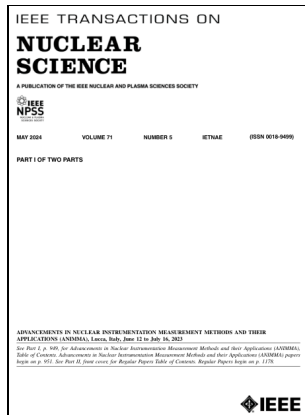 IEEE TRANSACTIONS ON
NUCLEAR
SCIENCE
A PUBLICATION OF THE IEEE NUCLEAR AND PLASMA SCIENCES SOCIETY
IEEE
NPSS
NUCLEAR & PLASMA
SCIENCES SOCIETY
MAY 2024 VOLUME 71 NUMBER 5 IETNAE (ISSN 0018-9499)
PART I OF TWO PARTS
ADVANCEMENTS IN NUCLEAR INSTRUMENTATION MEASUREMENT METHODS AND THEIR
APPLICATIONS (ANIMMA), Lucca, Italy, June 12 to July 16, 2023
See Part I, p. 949, for Advancements in Nuclear Instrumentation Measurement Methods and their Applications (ANIMMA),
Table of Contents. Advancements in Nuclear Instrumentation Measurement Methods and their Applications (ANIMMA) papers
begin on p. 951. See Part II, front cover, for Regular Papers Table of Contents. Regular Papers begin on p. 1170.
IEEE